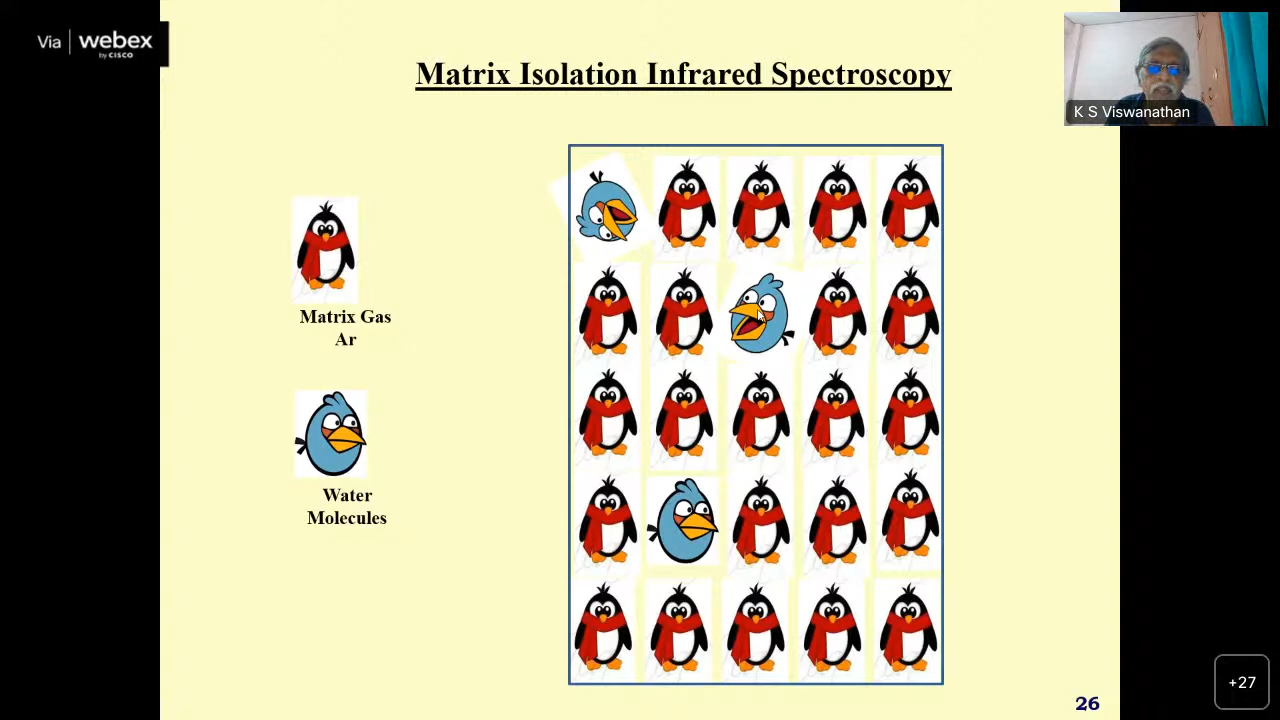 Via webex
by CISCO
Matrix Isolation Infrared Spectroscopy
K S Viswanathan
Matrix Gas
Ar
Water
Molecules
+27
26